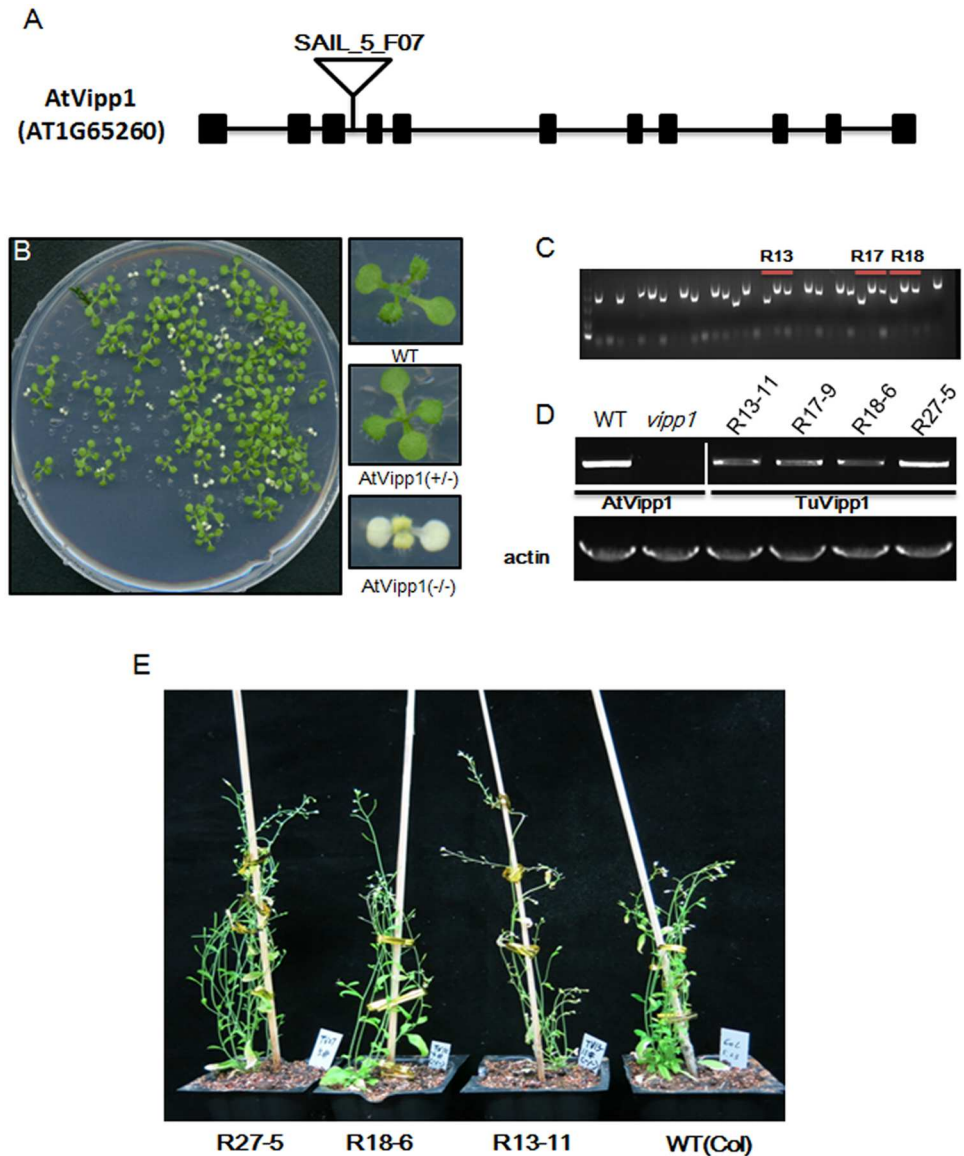 A
SAIL_5_F07
AtVipp1
(AT1G65260)
B
WT
AtVipp1(+/-)
AtVipp1(-/-)
C
R13
R17
R18
D
WT
vipp1
R13-11
R17-9
R18-6
R27-5
AtVipp1
TuVipp1
actin
E
R27-5
R18-6
R13-11
WT(Col)